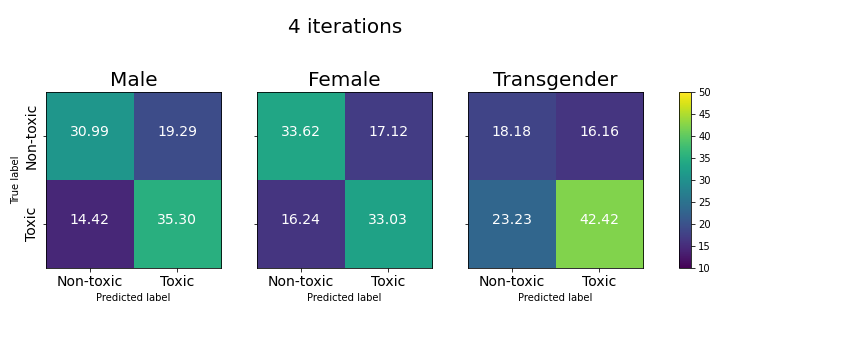 4 iterations
Male
Female
Transgender
True label
Non-toxic
Toxic
30.99
19.29
14.42
35.30
33.62
17.12
16.24
33.03
18.18
16.16
23.23
42.42
Non-toxic
Toxic
Predicted label
Non-toxic
Toxic
Predicted label
Non-toxic
Toxic
Predicted label
50
45
40
35
30
25
20
15
10